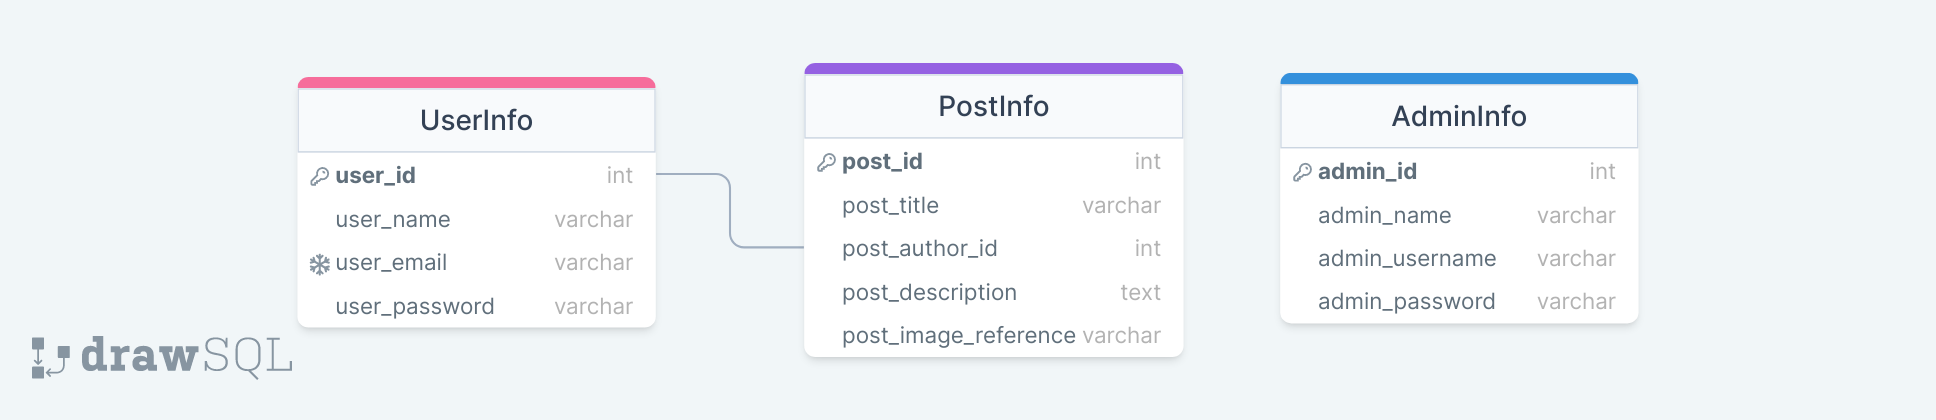 UserInfo
user_id int
user_name varchar
user_email varchar
user_password varchar
PostInfo
post_id int
post_title varchar
post_author_id int
post_description text
post_image_reference varchar
AdminInfo
admin_id int
admin_name varchar
admin_username varchar
admin_password varchar
drawSQL